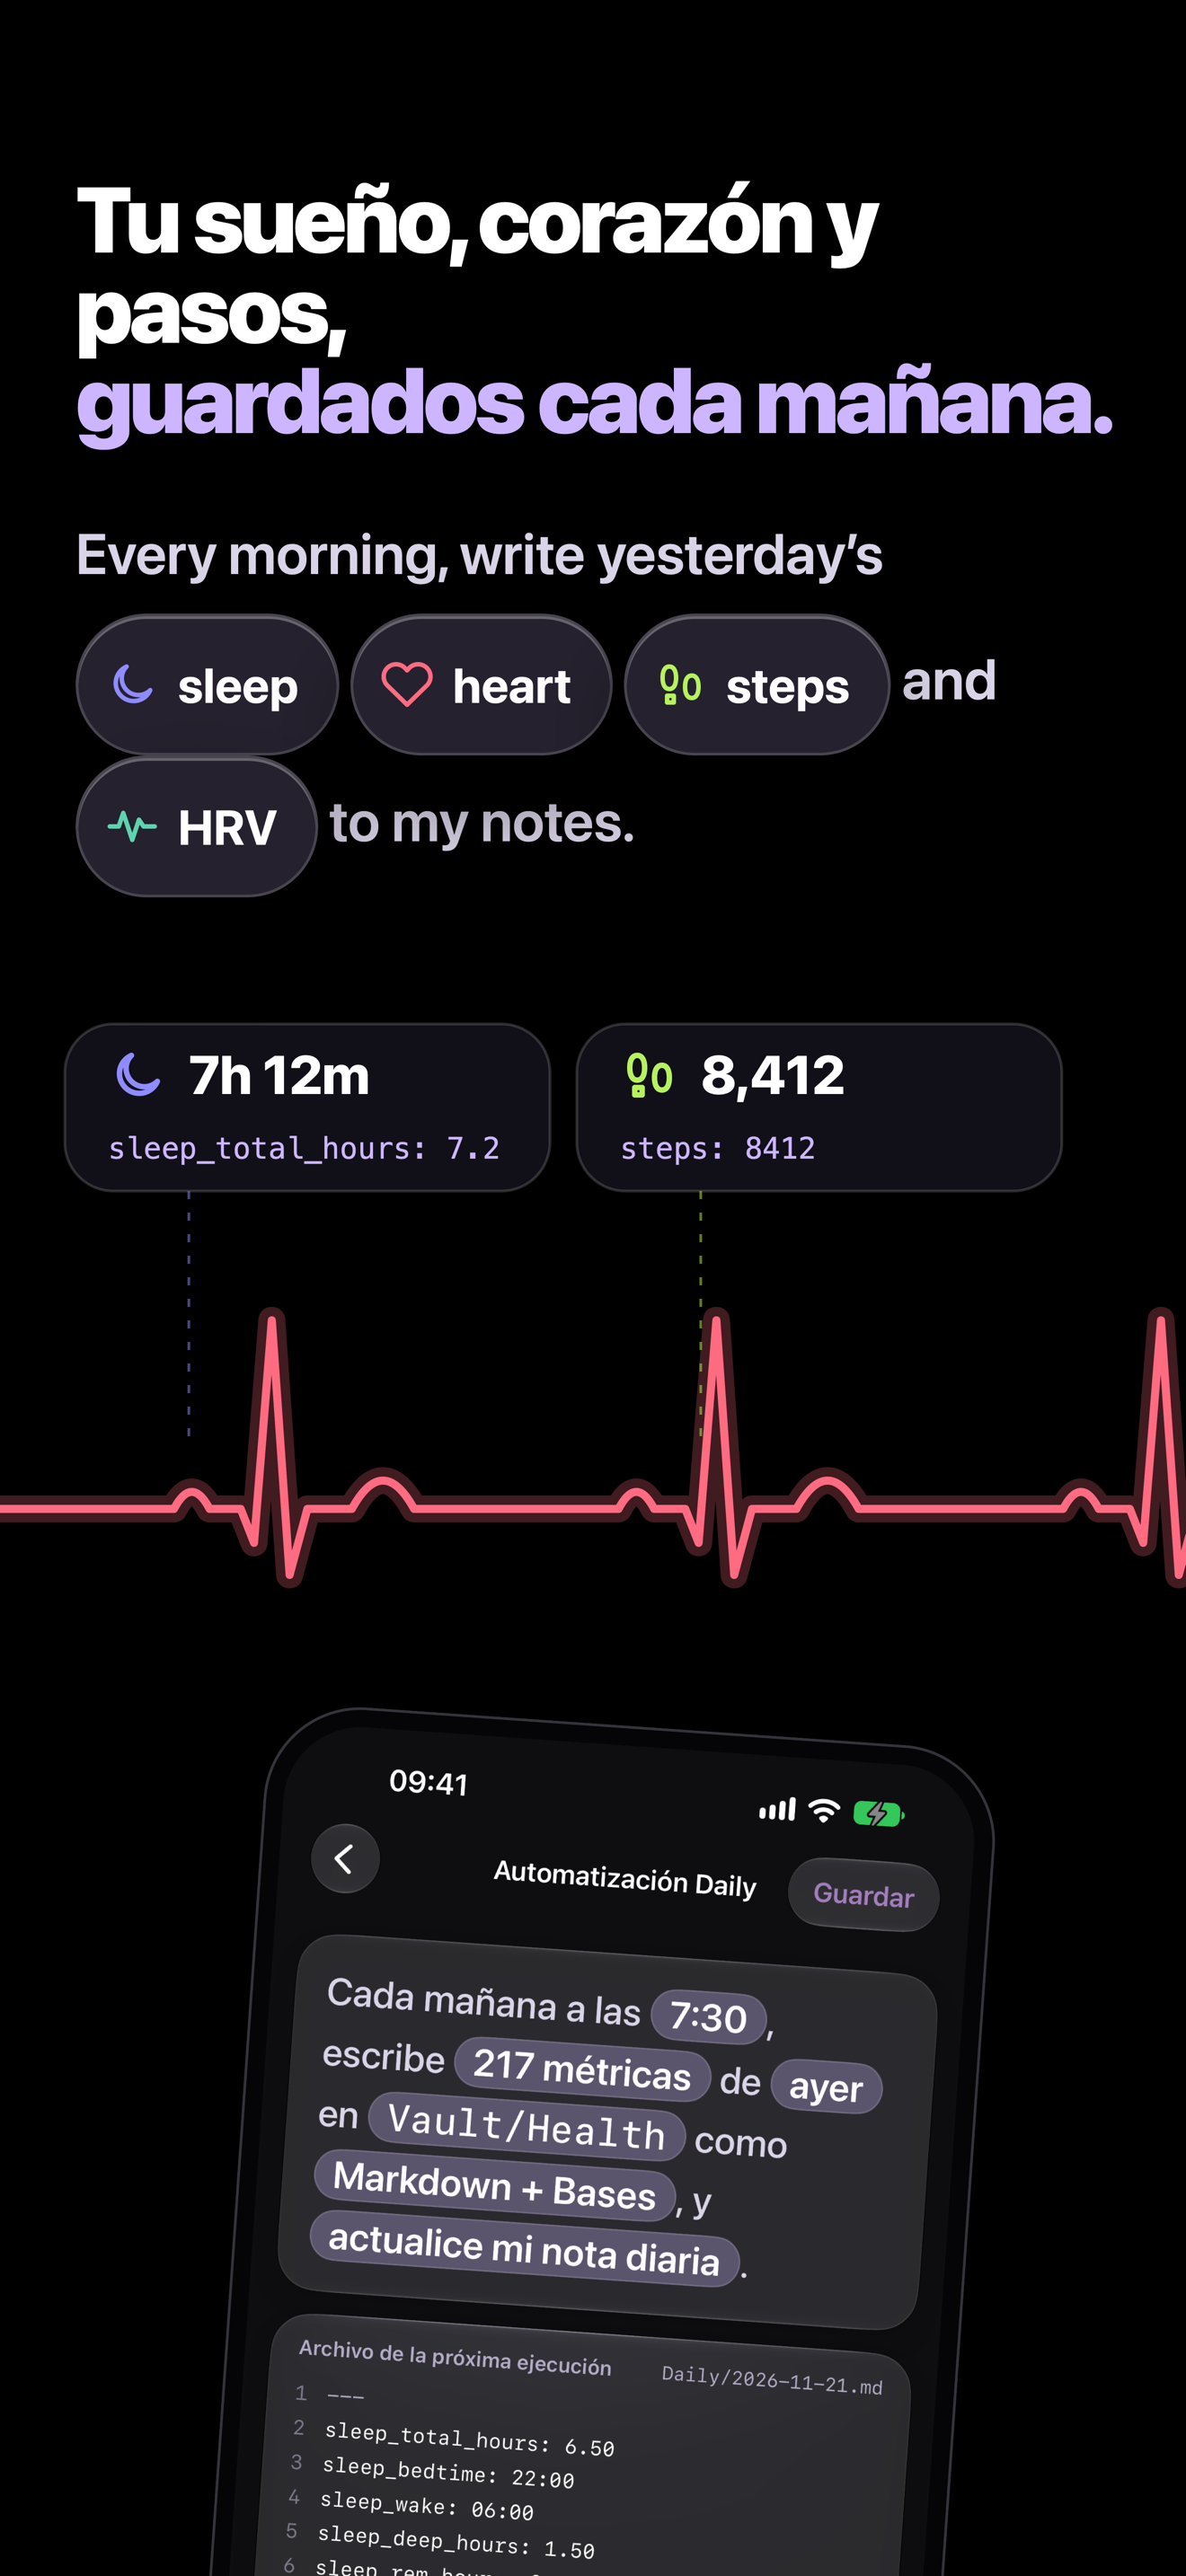 Tu sueño, corazón y
pasos,
guardados cada mañana.
Every morning, write yesterday’s
sleep heart steps and
HRV to my notes.
7h 12m
sleep_total_hours: 7.2
8,412
steps: 8412
09:41
Automatización Daily
Guardar
Cada mañana a las 7:30,
escribe 217 métricas de ayer
en Vault/Health como
Markdown + Bases, y
actualice mi nota diaria.
Archivo de la próxima ejecución
Daily/2026-11-21.md
1 ---
2 sleep_total_hours: 6.50
3 sleep_bedtime: 22:00
4 sleep_wake: 06:00
5 sleep_deep_hours: 1.50
6